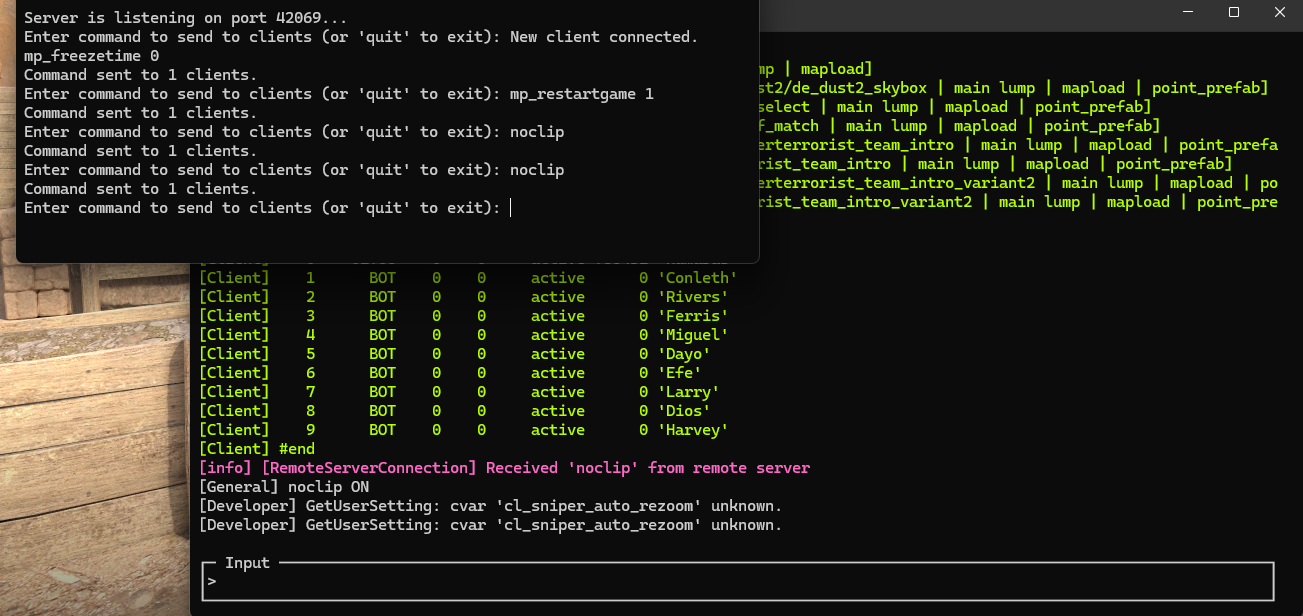 Server is listening on port 42069...
Enter command to send to clients (or 'quit' to exit): New client connected.
mp_freezetime 0
Command sent to 1 clients.
Enter command to send to clients (or 'quit' to exit): mp_restartgame 1
Command sent to 1 clients.
Enter command to send to clients (or 'quit' to exit): noclip
Command sent to 1 clients.
Enter command to send to clients (or 'quit' to exit): noclip
Command sent to 1 clients.
Enter command to send to clients (or 'quit' to exit):
mp | mapload]
st2/de_dust2_skybox | main lump | mapload | point_prefab]
select | main lump | mapload | point_prefab]
f_match | main lump | mapload | point_prefab]
erterrorist_team_intro | main lump | mapload | point_prefa
rist_team_intro | main lump | mapload | point_prefab]
erterrorist_team_intro_variant2 | main lump | mapload | po
rist_team_intro_variant2 | main lump | mapload | point_pre
[Client] 1 BOT 0 0 active 0 'Conleth'
[Client] 2 BOT 0 0 active 0 'Rivers'
[Client] 3 BOT 0 0 active 0 'Ferris'
[Client] 4 BOT 0 0 active 0 'Miguel'
[Client] 5 BOT 0 0 active 0 'Dayo'
[Client] 6 BOT 0 0 active 0 'Efe'
[Client] 7 BOT 0 0 active 0 'Larry'
[Client] 8 BOT 0 0 active 0 'Dios'
[Client] 9 BOT 0 0 active 0 'Harvey'
[Client] #end
[info] [RemoteServerConnection] Received 'noclip' from remote server
[General] noclip ON
[Developer] GetUserSetting: cvar 'cl_sniper_auto_rezoom' unknown.
[Developer] GetUserSetting: cvar 'cl_sniper_auto_rezoom' unknown.
Input
>